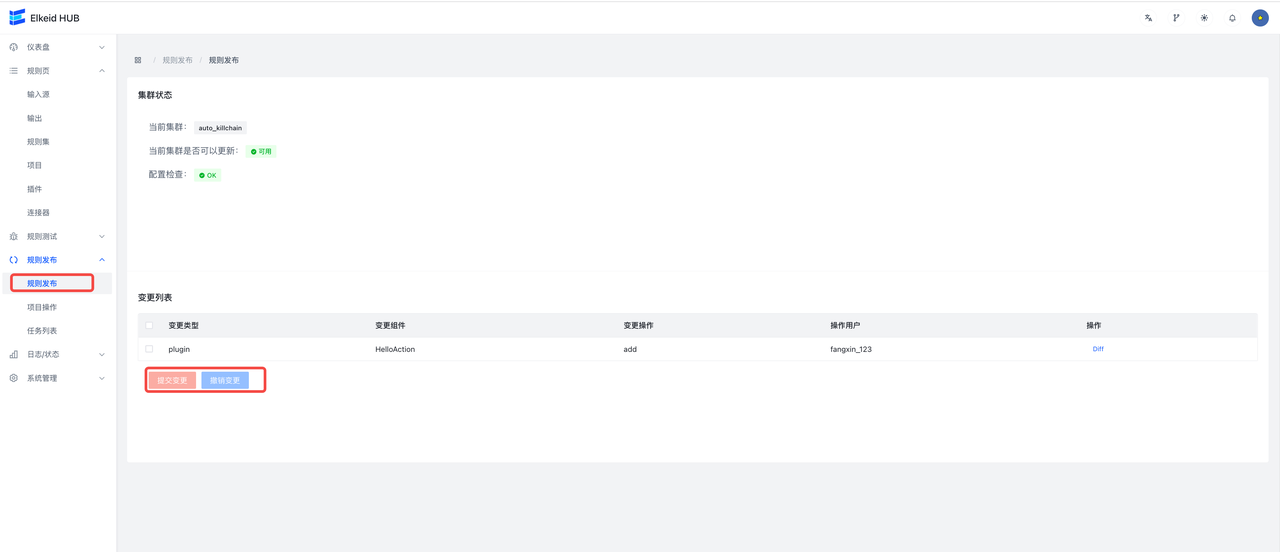 Elkeid HUB
仪表盘
规则页
输入源
输出
规则集
项目
插件
连接器
规则测试
规则发布
规则发布
项目操作
任务列表
日志/状态
系统管理
/ 规则发布 / 规则发布
集群状态
当前集群: auto_killchain
当前集群是否可以更新: 可用
配置检查: OK
变更列表
变更类型 变更组件 变更操作 操作用户 操作
plugin HelloAction add fangxin_123 Diff
提交变更 撤销变更